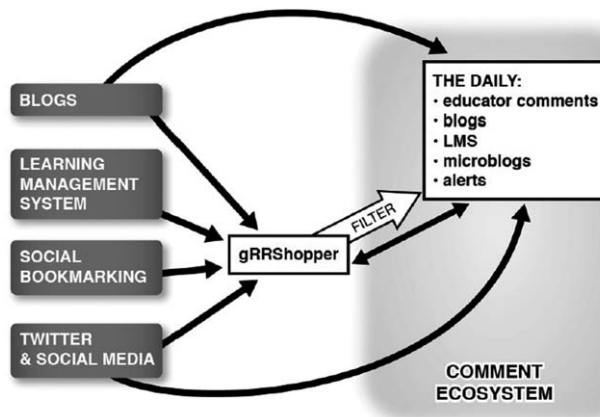 BLOGS
LEARNING
MANAGEMENT
SYSTEM
SOCIAL
BOOKMARKING
TWITTER
& SOCIAL MEDIA
gRRShopper
FILTER
THE DAILY:
· educator comments
· blogs
· LMS
· microblogs
· alerts
COMMENT
ECOSYSTEM